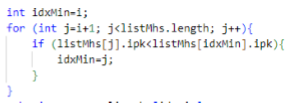 int idxMin=i;
for (int j=i+1; j<listMhs.length; j++){
if (listMhs[j].ipk<listMhs[idxMin].ipk){
idxMin=j;
}
}